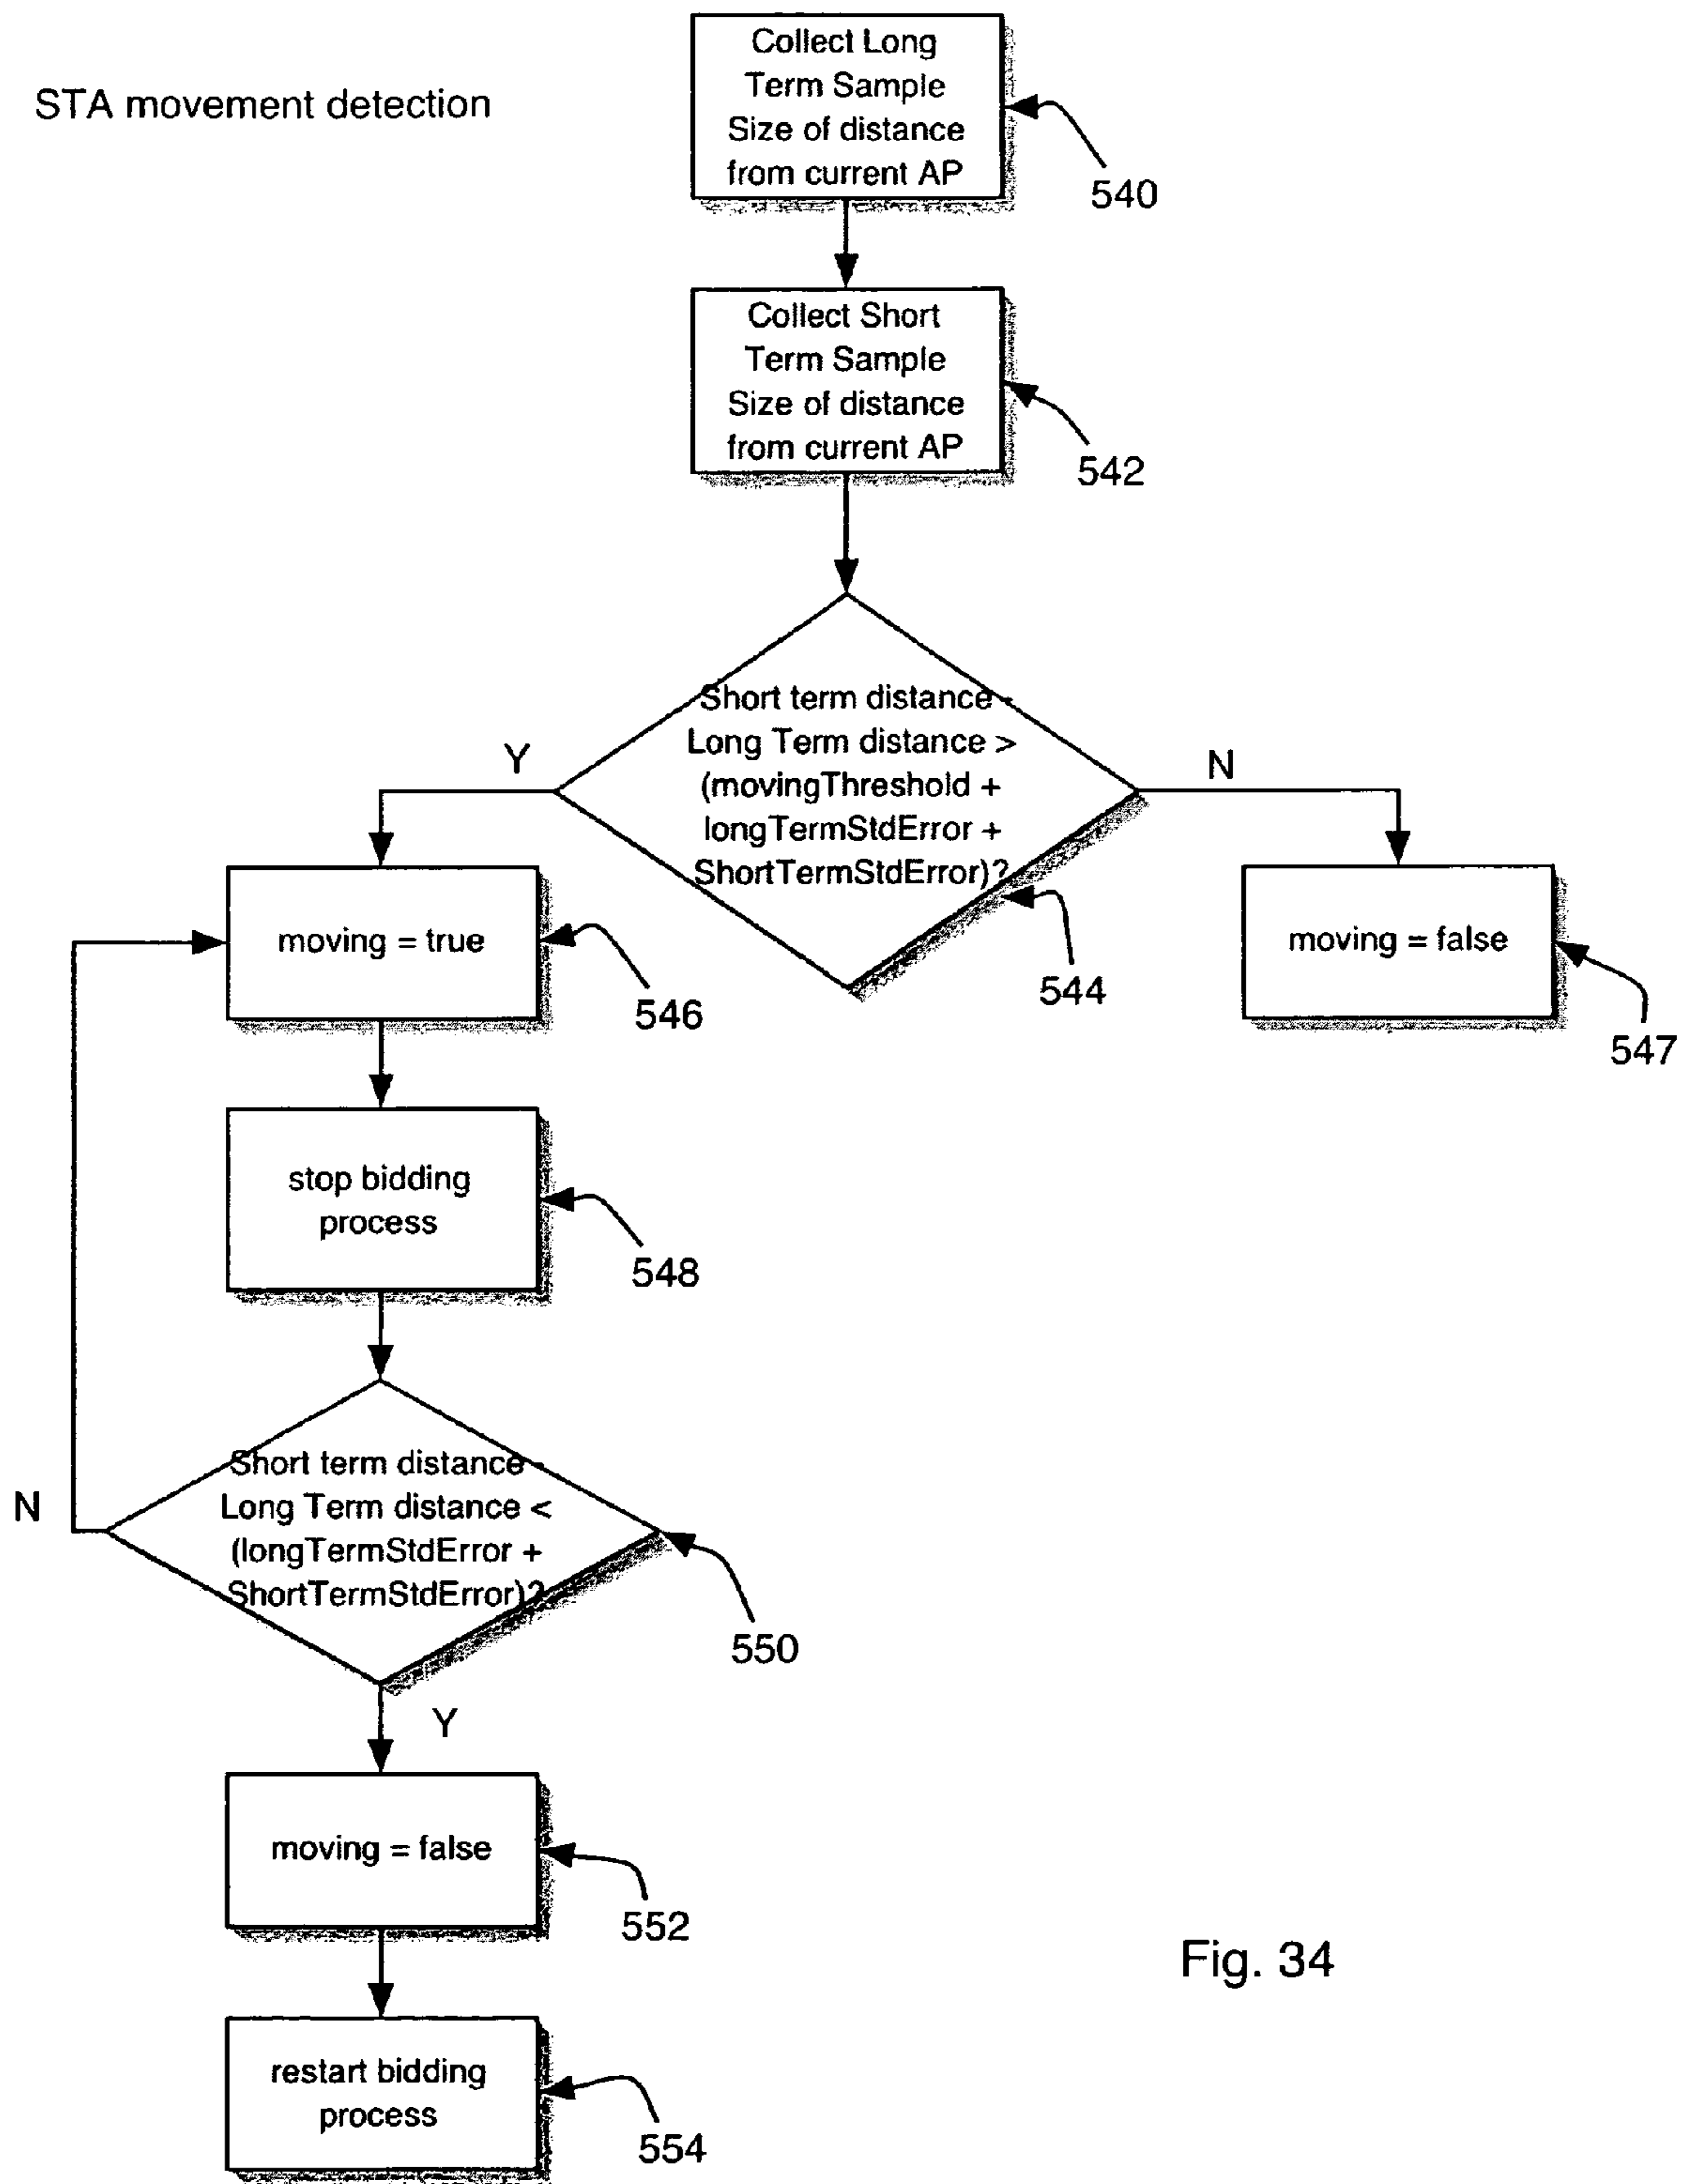 STA movement detection
Collect Long
Term Sample
Size of distance
from current AP
540
Collect Short
Term Sample
Size of distance
from current AP
542
Short term distance -
Long Term distance >
(movingThreshold +
longTermStdError +
ShortTermStdError)?
Y
N
544
moving = true
546
moving = false
547
stop bidding
process
548
Short term distance -
Long Term distance <
(longTermStdError +
ShortTermStdError)?
N
550
Y
moving = false
552
restart bidding
process
554
Fig. 34